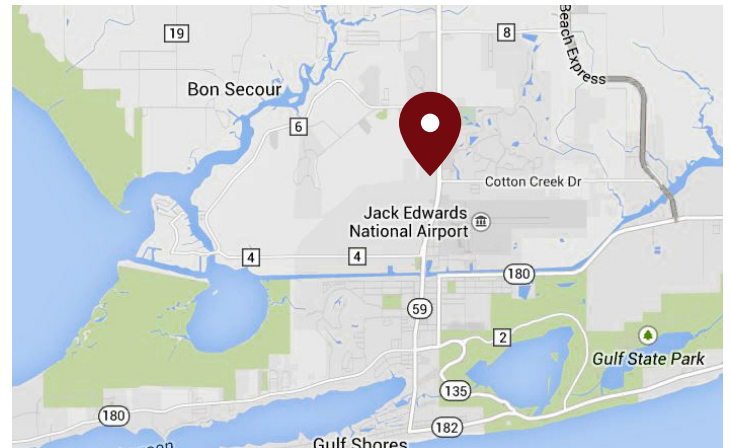 19
8
Beach Express
Bon Secour
6
Cotton Creek Dr
Jack Edwards
National Airport
4
4
180
59
2
Gulf State Park
135
180
182
Gulf Shores